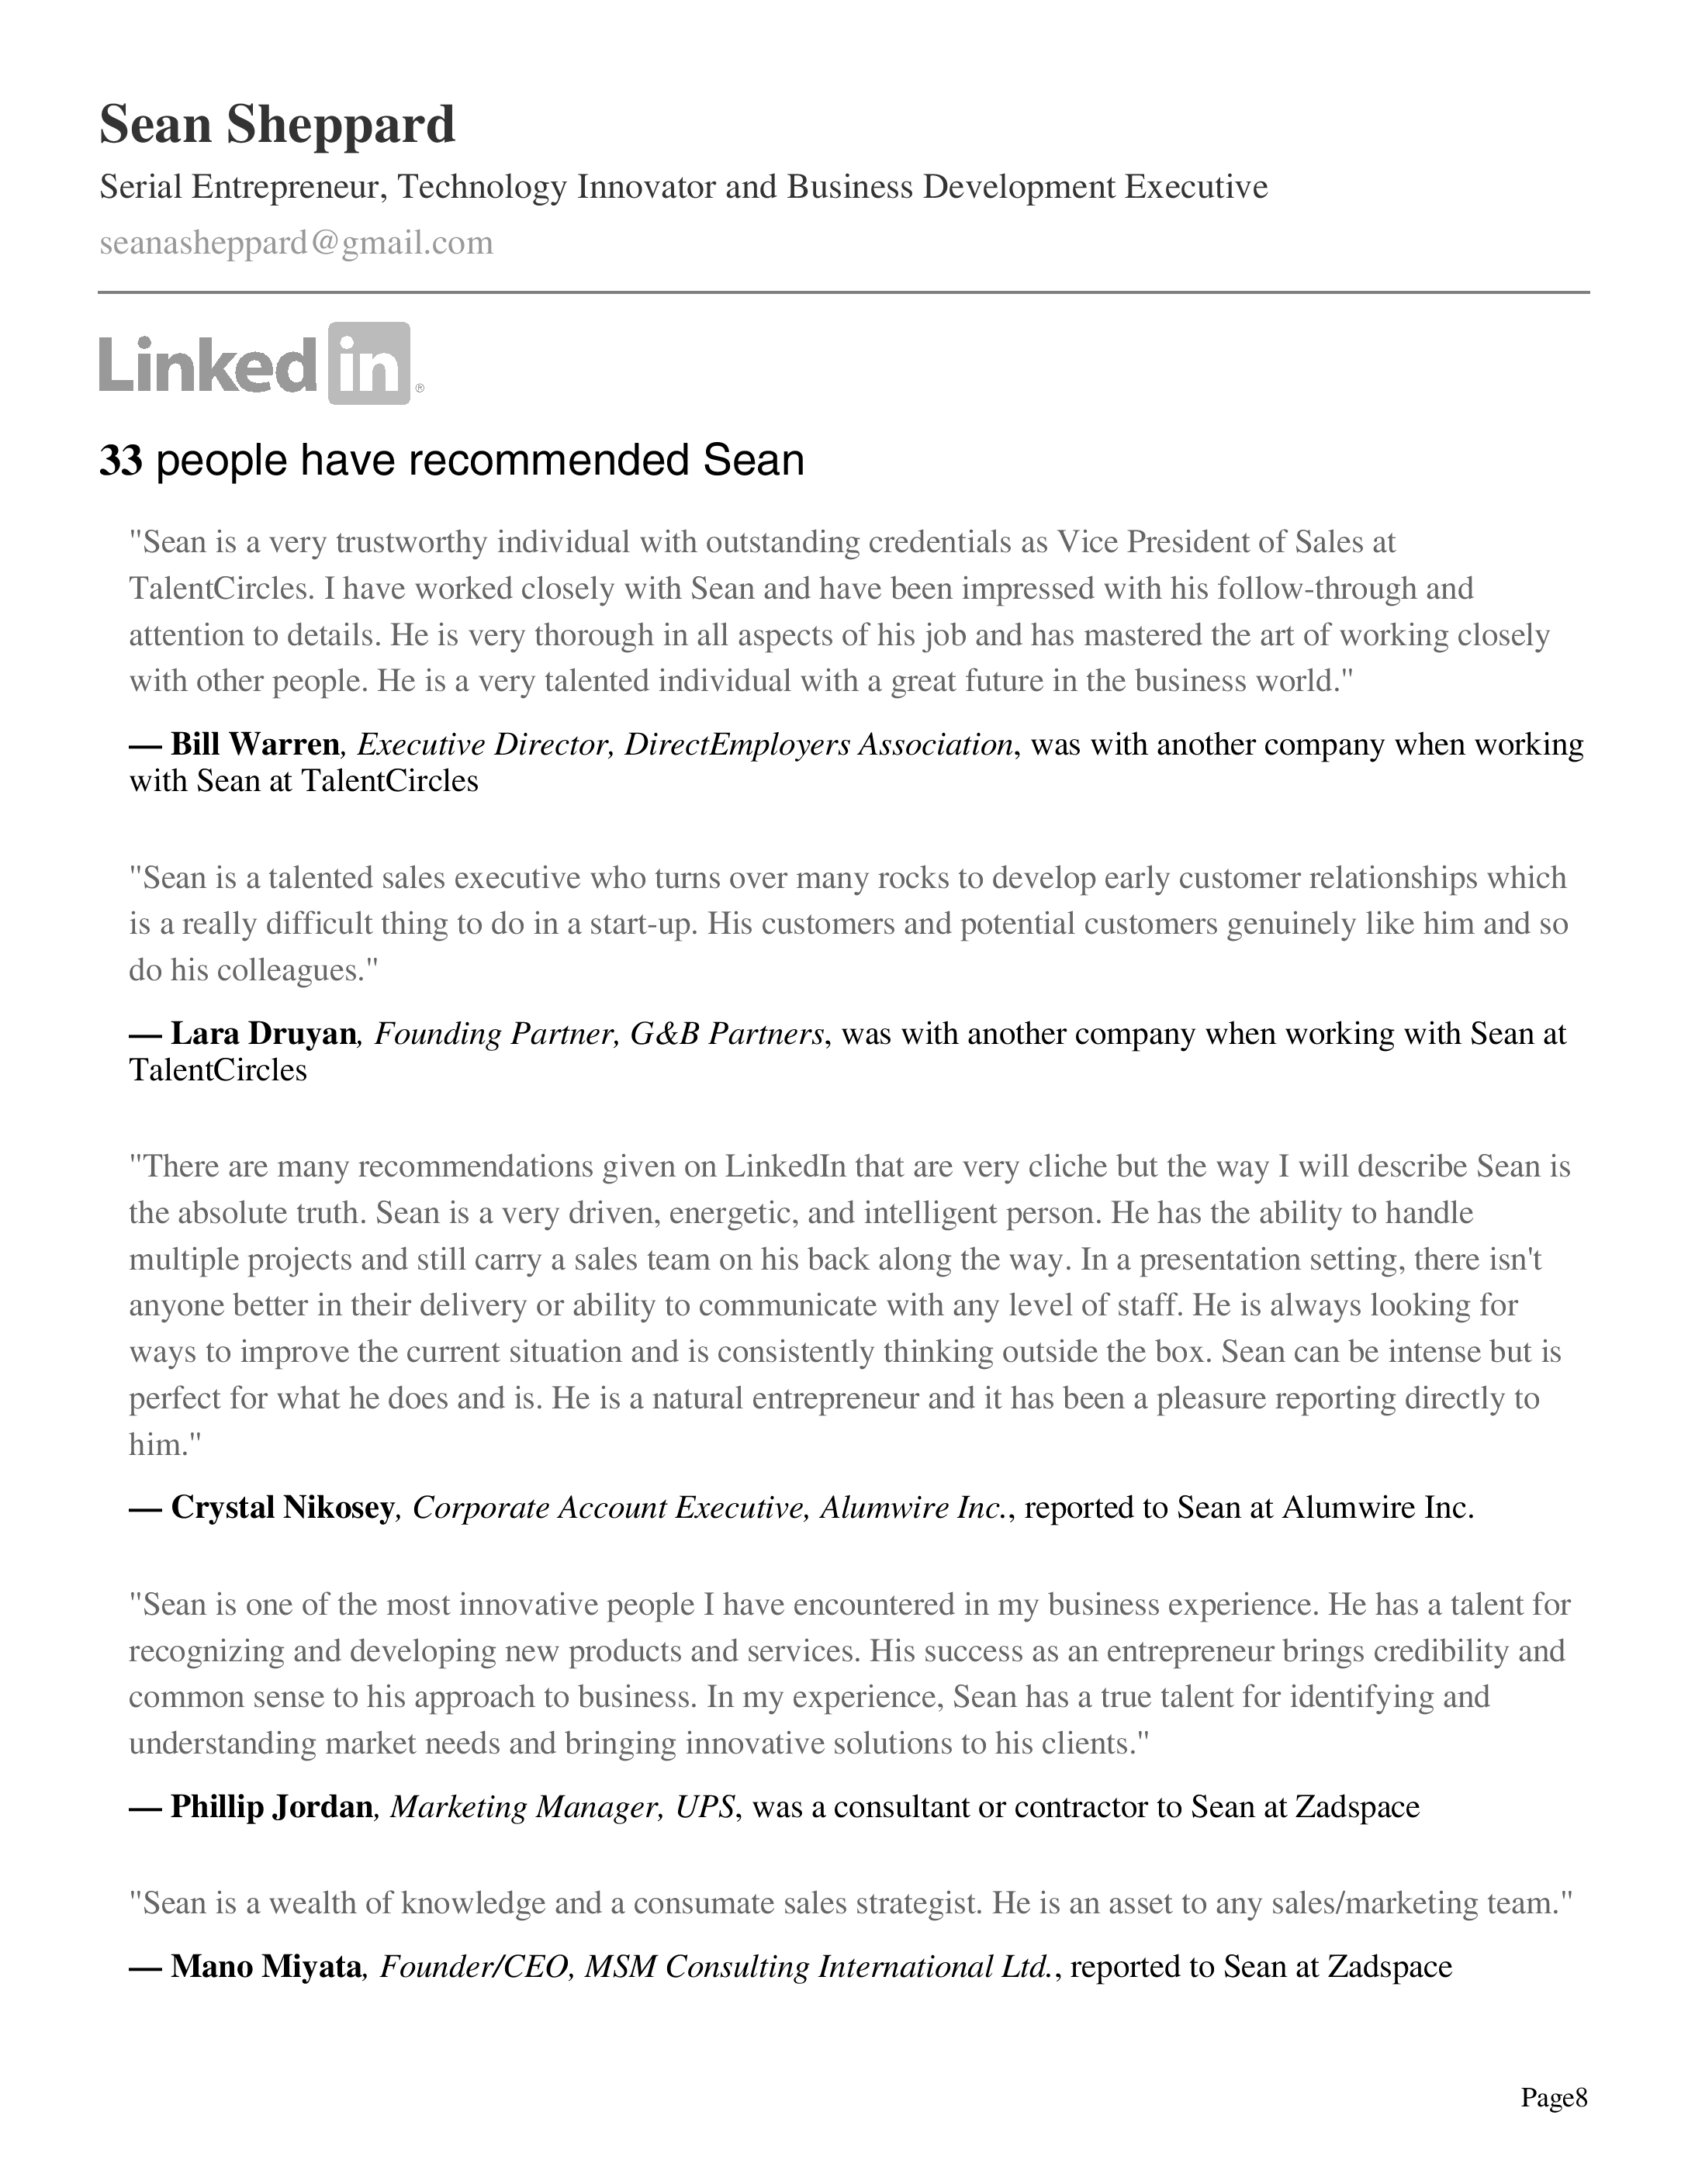 Sean Sheppard
Serial Entrepreneur, Technology Innovator and Business Development Executive
seanasheppard@gmail.com
Linked in ®
33 people have recommended Sean
"Sean is a very trustworthy individual with outstanding credentials as Vice President of Sales at
TalentCircles. I have worked closely with Sean and have been impressed with his follow-through and
attention to details. He is very thorough in all aspects of his job and has mastered the art of working closely
with other people. He is a very talented individual with a great future in the business world."
— Bill Warren, Executive Director, DirectEmployers Association, was with another company when working
with Sean at TalentCircles
"Sean is a talented sales executive who turns over many rocks to develop early customer relationships which
is a really difficult thing to do in a start-up. His customers and potential customers genuinely like him and so
do his colleagues."
— Lara Druyan, Founding Partner, G&B Partners, was with another company when working with Sean at
TalentCircles
"There are many recommendations given on LinkedIn that are very cliche but the way I will describe Sean is
the absolute truth. Sean is a very driven, energetic, and intelligent person. He has the ability to handle
multiple projects and still carry a sales team on his back along the way. In a presentation setting, there isn't
anyone better in their delivery or ability to communicate with any level of staff. He is always looking for
ways to improve the current situation and is consistently thinking outside the box. Sean can be intense but is
perfect for what he does and is. He is a natural entrepreneur and it has been a pleasure reporting directly to
him."
— Crystal Nikosey, Corporate Account Executive, Alumwire Inc., reported to Sean at Alumwire Inc.
"Sean is one of the most innovative people I have encountered in my business experience. He has a talent for
recognizing and developing new products and services. His success as an entrepreneur brings credibility and
common sense to his approach to business. In my experience, Sean has a true talent for identifying and
understanding market needs and bringing innovative solutions to his clients."
— Phillip Jordan, Marketing Manager, UPS, was a consultant or contractor to Sean at Zadspace
"Sean is a wealth of knowledge and a consumate sales strategist. He is an asset to any sales/marketing team."
— Mano Miyata, Founder/CEO, MSM Consulting International Ltd., reported to Sean at Zadspace
Page8